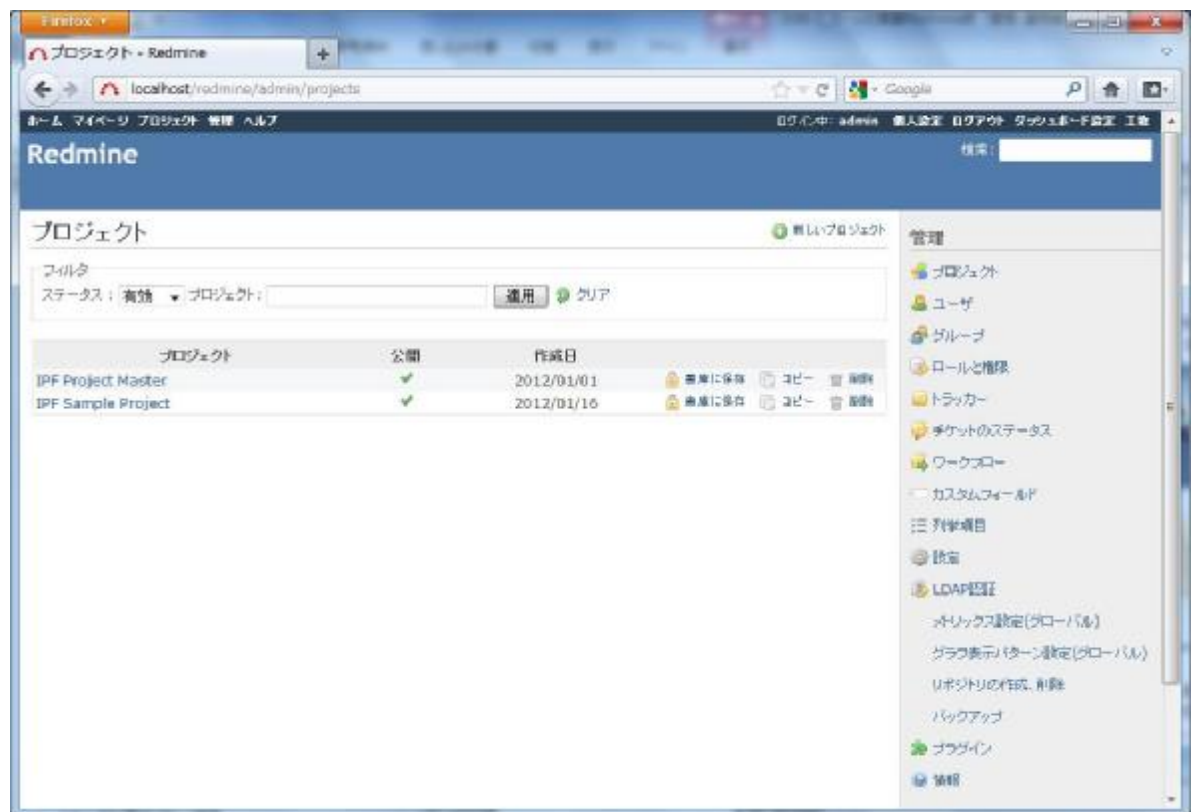 Firefox
プロジェクト - Redmine
localhost/redmine/admin/projects
Google
ホーム マイページ プロジェクト 管理 ヘルプ
ログイン中: admin 個人設定 ログアウト ダッシュボード設定 工数
Redmine
検索:
プロジェクト
新しいプロジェクト
フィルタ
ステータス : 有効 プロジェクト: 適用 クリア
プロジェクト 公開 作成日
IPF Project Master 2012/01/01 書庫に保存 コピー 削除
IPF Sample Project 2012/01/16 書庫に保存 コピー 削除
管理
プロジェクト
ユーザ
グループ
ロールと権限
トラッカー
チケットのステータス
ワークフロー
カスタムフィールド
列挙項目
設定
LDAP認証
メトリックス設定(グローバル)
グラフ表示パターン設定(グローバル)
リポジトリの作成、削除
バックアップ
プラグイン
情報